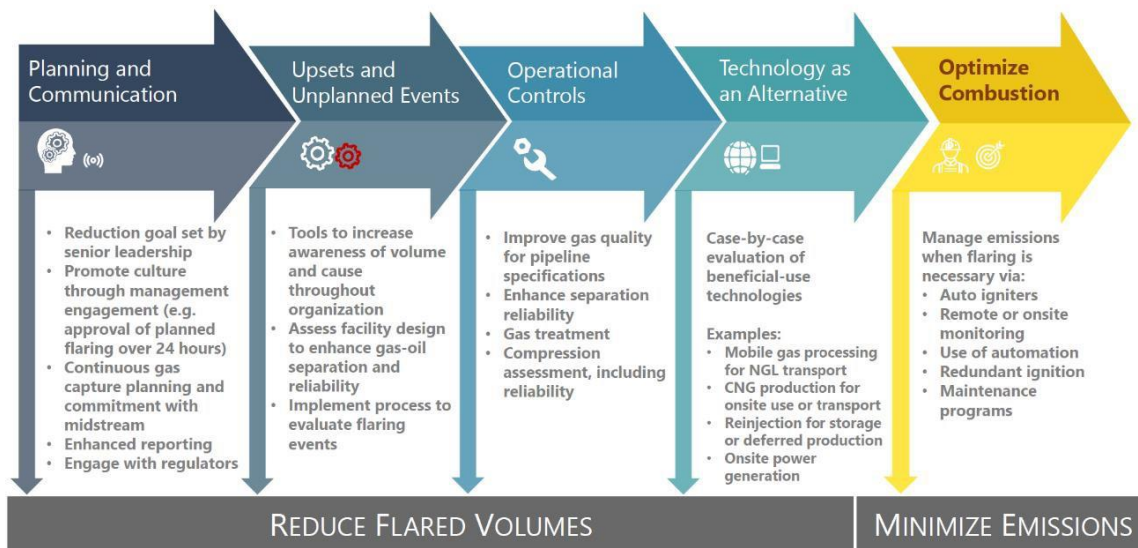 Planning and
Communication
• Reduction goal set by
senior leadership
• Promote culture
through management
engagement (e.g.
approval of planned
flaring over 24 hours)
• Continuous gas
capture planning and
commitment with
midstream
• Enhanced reporting
• Engage with regulators
Upsets and
Unplanned Events
• Tools to increase
awareness of volume
and cause
throughout
organization
• Assess facility design
to enhance gas-oil
separation and
reliability
• Implement process to
evaluate flaring
events
Operational
Controls
• Improve gas quality
for pipeline
specifications
• Enhance separation
reliability
• Gas treatment
• Compression
assessment, including
reliability
Technology as
an Alternative
Case-by-case
evaluation of
beneficial-use
technologies
Examples:
• Mobile gas processing
for NGL transport
• CNG production for
onsite use or transport
• Reinjection for storage
or deferred production
• Onsite power
generation
Optimize
Combustion
Manage emissions
when flaring is
necessary via:
• Auto igniters
• Remote or onsite
monitoring
• Use of automation
• Redundant ignition
• Maintenance
programs
REDUCE FLARED VOLUMES
MINIMIZE EMISSIONS